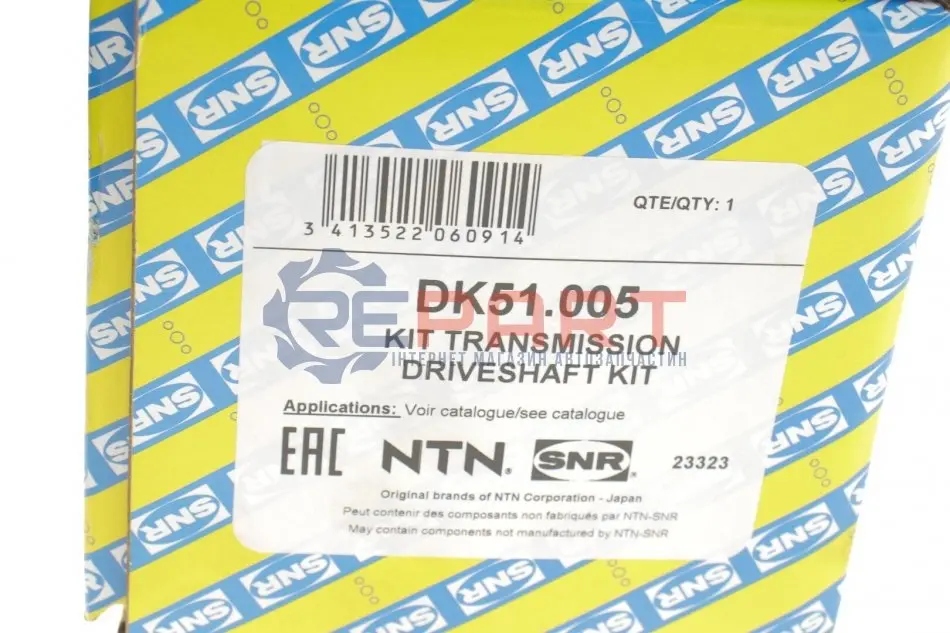 SNR
QTE/QTY: 1
3 413522 060914
DK51.005
REPART
KIT TRANSMISSION
ІНТЕРНЕТ МАГАЗИН АВТОЗАПЧАСТИН
DRIVESHAFT KIT
Applications: Voir catalogue/see catalogue
EAC NTN® SNR® 23323
Original brands of NTN Corporation - Japan
Peut contenir des composants non fabriqués par NTN-SNR
May contain components not manufactured by NTN-SNR